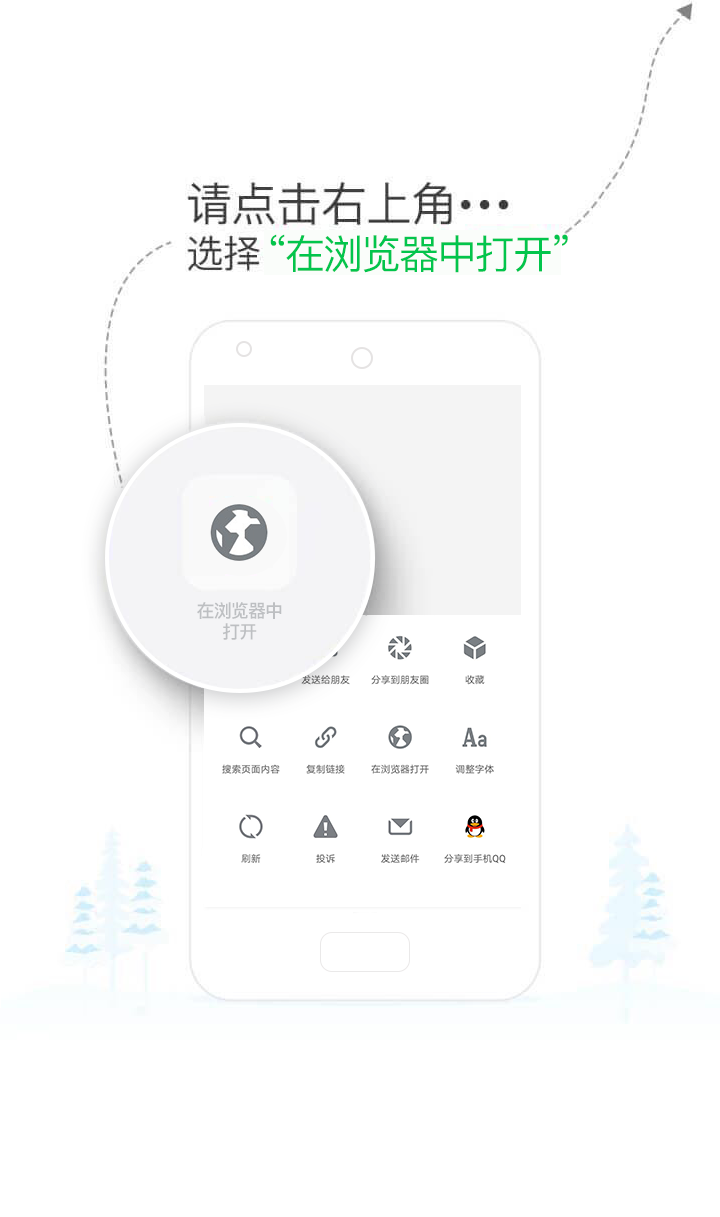 请点击右上角•••
选择 “在浏览器中打开”
在浏览器中
打开
发送给朋友 分享到朋友圈 收藏
Aa
搜索页面内容 复制链接 在浏览器打开 调整字体
刷新 投诉 发送邮件 分享到手机QQ